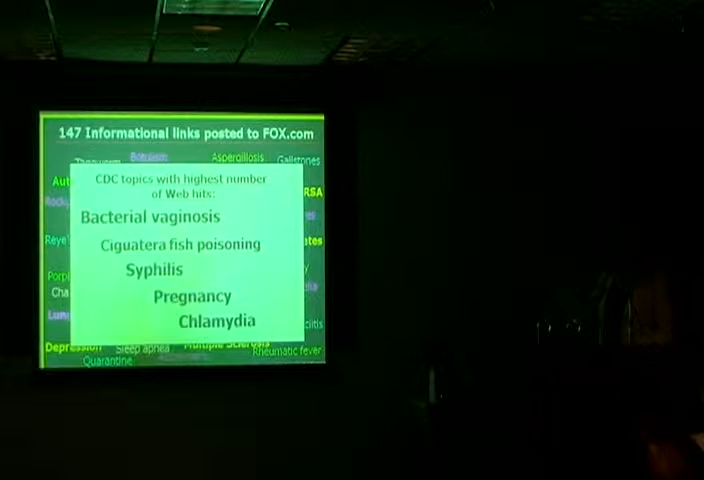 147 Informational links posted to FOX.com
Botulism Aspergillosis Gallstones
CDC topics with highest number
of Web hits:
Bacterial vaginosis
Ciguatera fish poisoning
Syphilis
Pregnancy
Chlamydia
Depression Sleep apnea Multiple Sclerosis Rheumatic fever
Quarantine